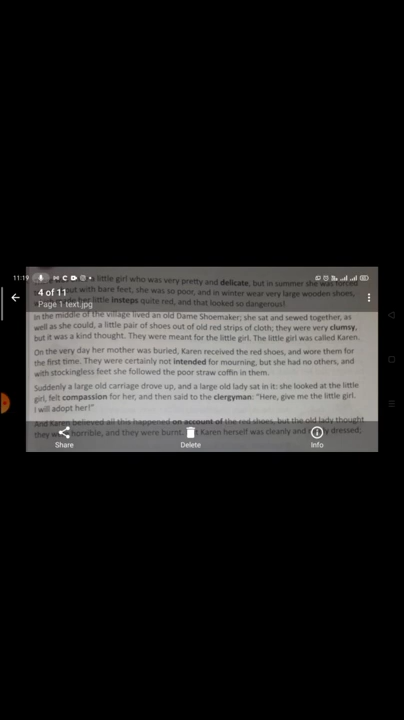 11:19
4 of 11
Page 1 text.jpg
little girl who was very pretty and delicate, but in summer she was forced
out with bare feet, she was so poor, and in winter wear very large wooden shoes,
her little insteps quite red, and that looked so dangerous!
In the middle of the village lived an old Dame Shoemaker; she sat and sewed together, as
well as she could, a little pair of shoes out of old red strips of cloth; they were very clumsy,
but it was a kind thought. They were meant for the little girl. The little girl was called Karen.
On the very day her mother was buried, Karen received the red shoes, and wore them for
the first time. They were certainly not intended for mourning, but she had no others, and
with stockingless feet she followed the poor straw coffin in them.
Suddenly a large old carriage drove up, and a large old lady sat in it: she looked at the little
girl, felt compassion for her, and then said to the clergyman: "Here, give me the little girl.
I will adopt her!"
And Karen believed all this happened on account of the red shoes, but the old lady thought
they horrible, and they were burnt. Karen herself was cleanly and dressed;
Share
Delete
Info